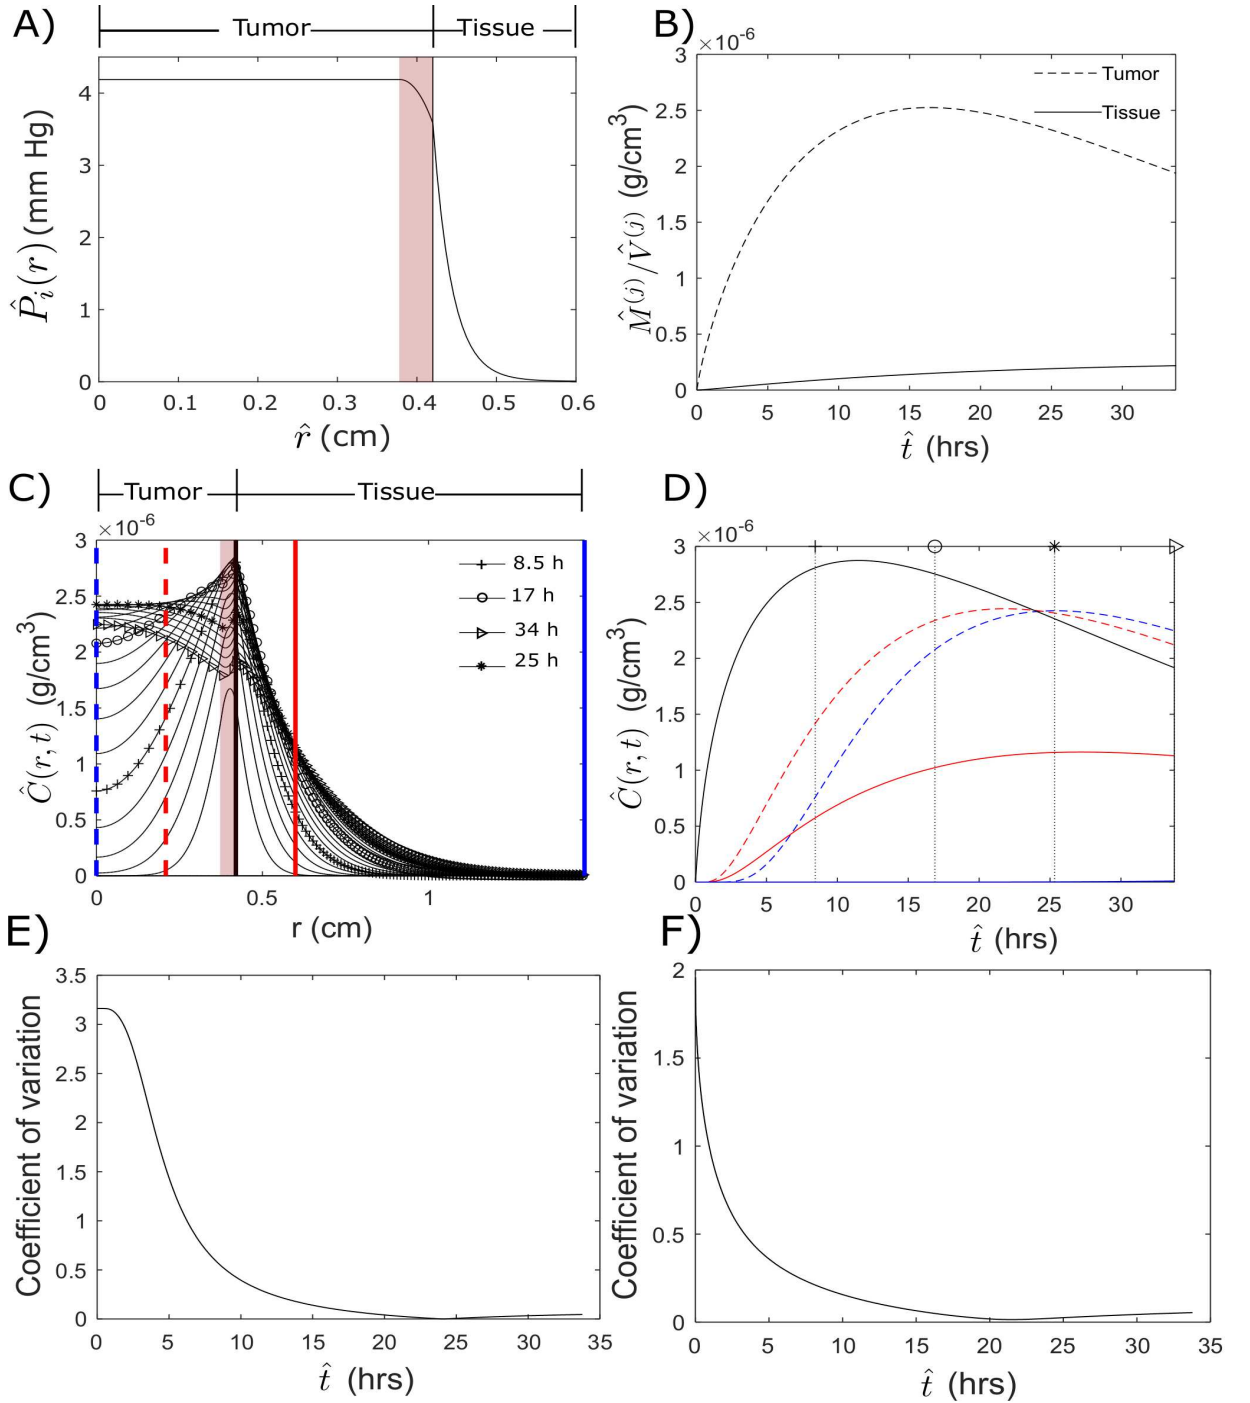 A)
Tumor
Tissue
P̂i(r) (mm Hg)
4
3
2
1
0
0
0.1
0.2
0.3
0.4
0.5
0.6
r̂ (cm)
B)
×10-6
M̂(j)/V̂(j) (g/cm3)
3
2.5
2
1.5
1
0.5
0
Tumor
Tissue
0
5
10
15
20
25
30
t̂ (hrs)
C)
Tumor
Tissue
×10-6
Ĉ(r,t) (g/cm3)
3
2.5
2
1.5
1
0.5
0
8.5 h
17 h
34 h
25 h
0
0.5
1
r (cm)
D)
×10-6
Ĉ(r,t) (g/cm3)
3
2.5
2
1.5
1
0.5
0
0
5
10
15
20
25
30
t̂ (hrs)
E)
Coefficient of variation
3.5
3
2.5
2
1.5
1
0.5
0
0
5
10
15
20
25
30
35
t̂ (hrs)
F)
Coefficient of variation
2
1.5
1
0.5
0
0
5
10
15
20
25
30
35
t̂ (hrs)